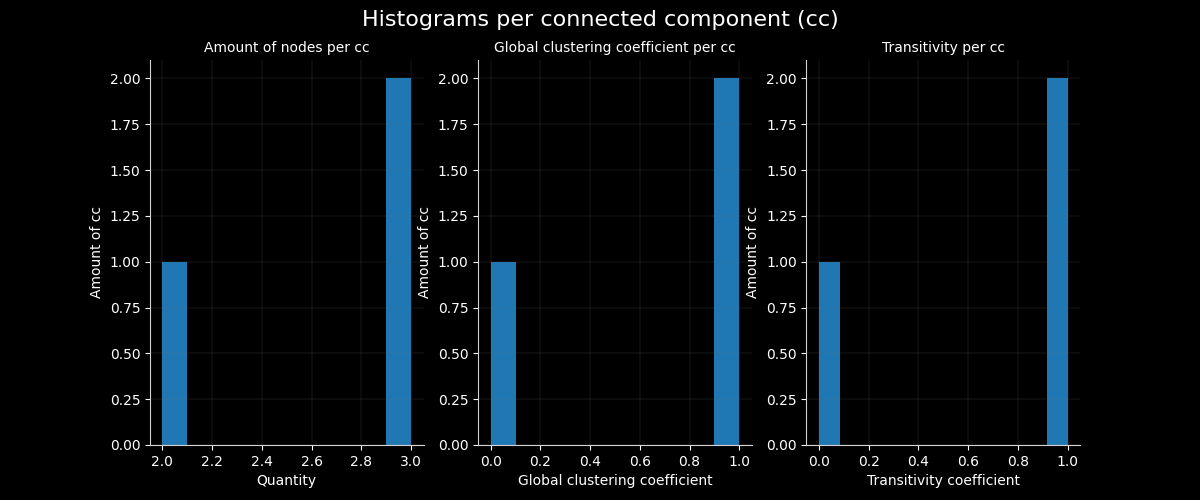 Histograms per connected component (cc)
Amount of nodes per cc
Amount of cc
2.00
1.75
1.50
1.25
1.00
0.75
0.50
0.25
0.00
2.0 2.2 2.4 2.6 2.8 3.0
Quantity
Global clustering coefficient per cc
Amount of cc
2.00
1.75
1.50
1.25
1.00
0.75
0.50
0.25
0.00
0.0 0.2 0.4 0.6 0.8 1.0
Global clustering coefficient
Transitivity per cc
Amount of cc
2.00
1.75
1.50
1.25
1.00
0.75
0.50
0.25
0.00
0.0 0.2 0.4 0.6 0.8 1.0
Transitivity coefficient